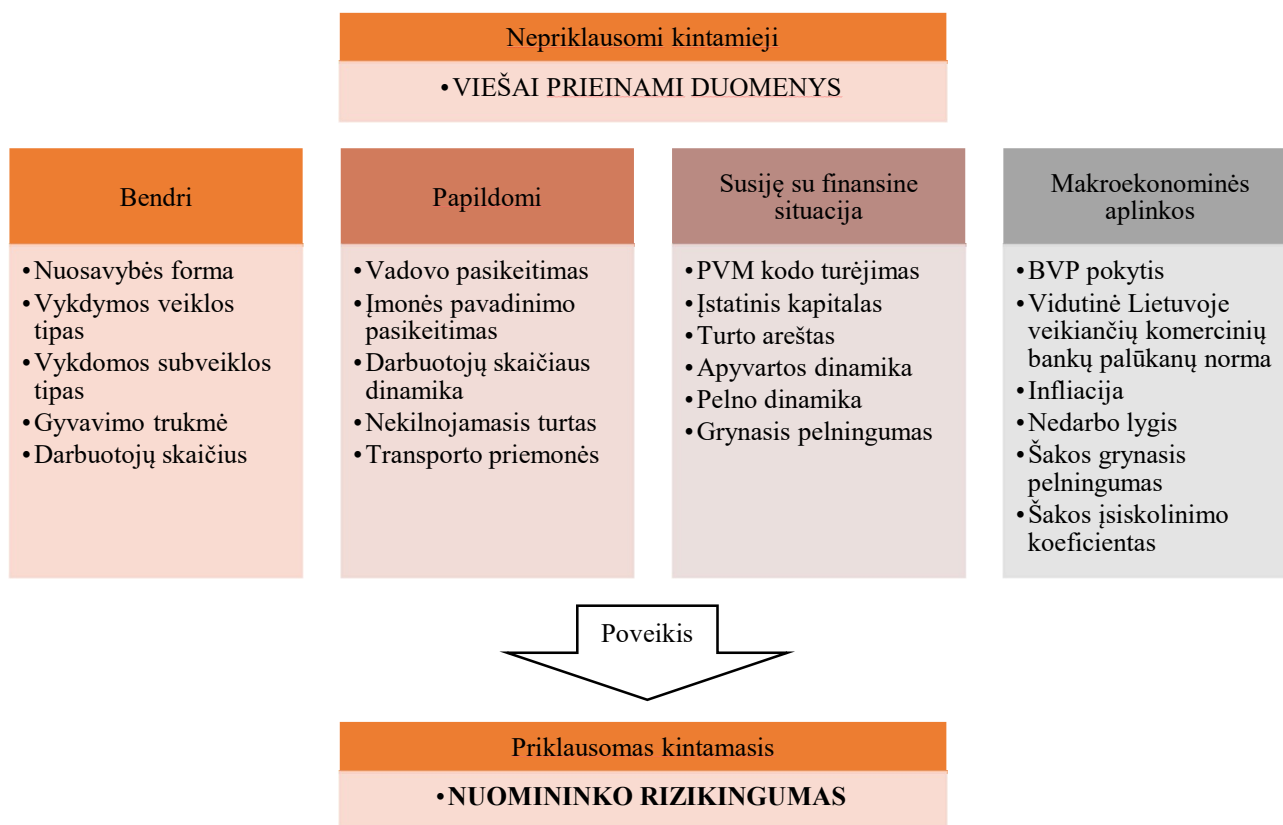 Nepriklausomi kintamieji
•VIEŠAI PRIEINAMI DUOMENYS
Bendri
•Nuosavybės forma
•Vykdymos veiklos
tipas
•Vykdomos subveiklos
tipas
•Gyvavimo trukmė
•Darbuotojų skaičius
Papildomi
•Vadovo pasikeitimas
•Įmonės pavadinimo
pasikeitimas
•Darbuotojų skaičiaus
dinamika
•Nekilnojamasis turtas
•Transporto priemonės
Susiję su finansine
situacija
•PVM kodo turėjimas
•Įstatinis kapitalas
•Turto areštas
•Apyvartos dinamika
•Pelno dinamika
•Grynasis pelningumas
Makroekonominės
aplinkos
•BVP pokytis
•Vidutinė Lietuvoje
veikiančių komercinių
bankų palūkanų norma
•Infliacija
•Nedarbo lygis
•Šakos grynasis
pelningumas
•Šakos įsiskolinimo
koeficientas
Poveikis
Priklausomas kintamasis
•NUOMININKO RIZIKINGUMAS